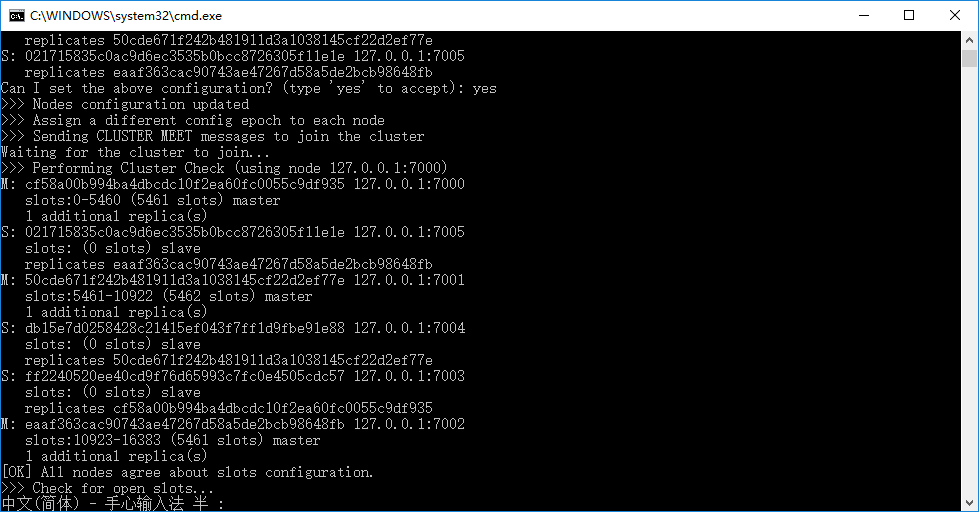 C:\WINDOWS\system32\cmd.exe
replicates 50cde671f242b481911d3a1038145cf22d2ef77e
S: 021715835c0ac9d6ec3535b0bcc8726305f11e1e 127.0.0.1:7005
replicates eaaf363cac90743ae47267d58a5de2bcb98648fb
Can I set the above configuration? (type 'yes' to accept): yes
>>> Nodes configuration updated
>>> Assign a different config epoch to each node
>>> Sending CLUSTER MEET messages to join the cluster
Waiting for the cluster to join...
>>> Performing Cluster Check (using node 127.0.0.1:7000)
M: cf58a00b994ba4dbcdc10f2ea60fc0055c9df935 127.0.0.1:7000
slots:0-5460 (5461 slots) master
1 additional replica(s)
S: 021715835c0ac9d6ec3535b0bcc8726305f11e1e 127.0.0.1:7005
slots: (0 slots) slave
replicates eaaf363cac90743ae47267d58a5de2bcb98648fb
M: 50cde671f242b481911d3a1038145cf22d2ef77e 127.0.0.1:7001
slots:5461-10922 (5462 slots) master
1 additional replica(s)
S: db15e7d0258428c21415ef043f7ff1d9fbe91e88 127.0.0.1:7004
slots: (0 slots) slave
replicates 50cde671f242b481911d3a1038145cf22d2ef77e
S: ff2240520ee40cd9f76d65993c7fc0e4505cdc57 127.0.0.1:7003
slots: (0 slots) slave
replicates cf58a00b994ba4dbcdc10f2ea60fc0055c9df935
M: eaaf363cac90743ae47267d58a5de2bcb98648fb 127.0.0.1:7002
slots:10923-16383 (5461 slots) master
1 additional replica(s)
[OK] All nodes agree about slots configuration.
>>> Check for open slots...
中文(简体) - 手心输入法 半 :